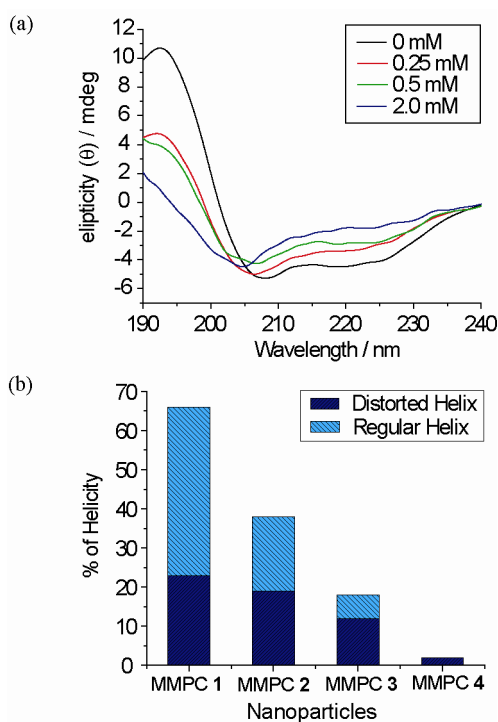 (a)
12
10
8
6
4
2
0
-2
-4
-6
elipticity (θ) / mdeg
0 mM
0.25 mM
0.5 mM
2.0 mM
190 200 210 220 230 240
Wavelength / nm
(b)
70
60
50
40
30
20
10
0
% of Helicity
Distorted Helix
Regular Helix
MMPC 1 MMPC 2 MMPC 3 MMPC 4
Nanoparticles